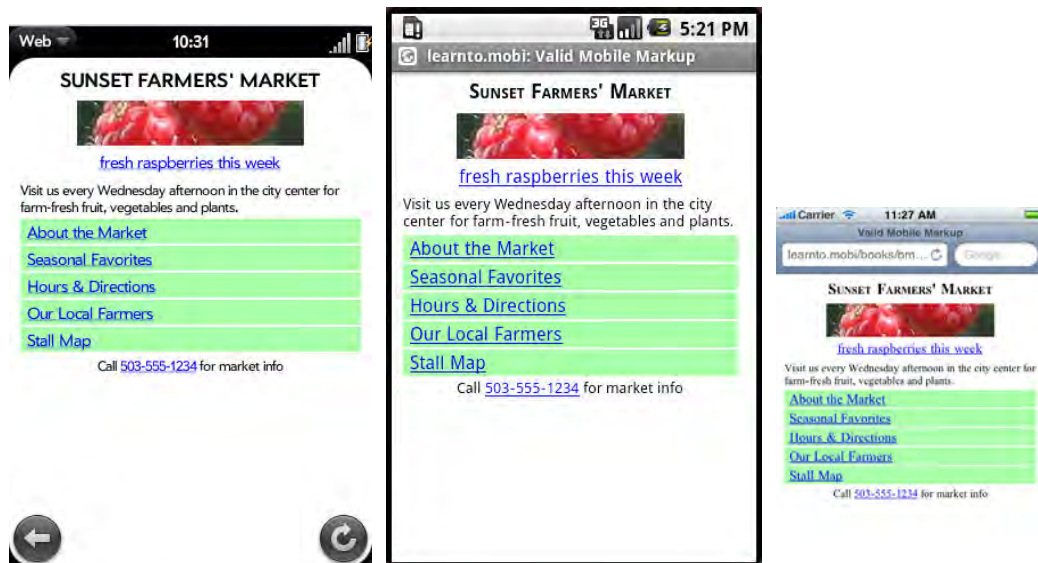 Web
10:31
SUNSET FARMERS' MARKET
fresh raspberries this week
Visit us every Wednesday afternoon in the city center for
farm-fresh fruit, vegetables and plants.
About the Market
Seasonal Favorites
Hours & Directions
Our Local Farmers
Stall Map
Call 503-555-1234 for market info
3G 5:21 PM
learnto.mobi: Valid Mobile Markup
SUNSET FARMERS' MARKET
fresh raspberries this week
Visit us every Wednesday afternoon in the city
center for farm-fresh fruit, vegetables and plants.
About the Market
Seasonal Favorites
Hours & Directions
Our Local Farmers
Stall Map
Call 503-555-1234 for market info
Carrier 11:27 AM
Valid Mobile Markup
learnto.mobi/books/bm... Google
SUNSET FARMERS' MARKET
fresh raspberries this week
Visit us every Wednesday afternoon in the city center for
farm-fresh fruit, vegetables and plants.
About the Market
Seasonal Favorites
Hours & Directions
Our Local Farmers
Stall Map
Call 503-555-1234 for market info